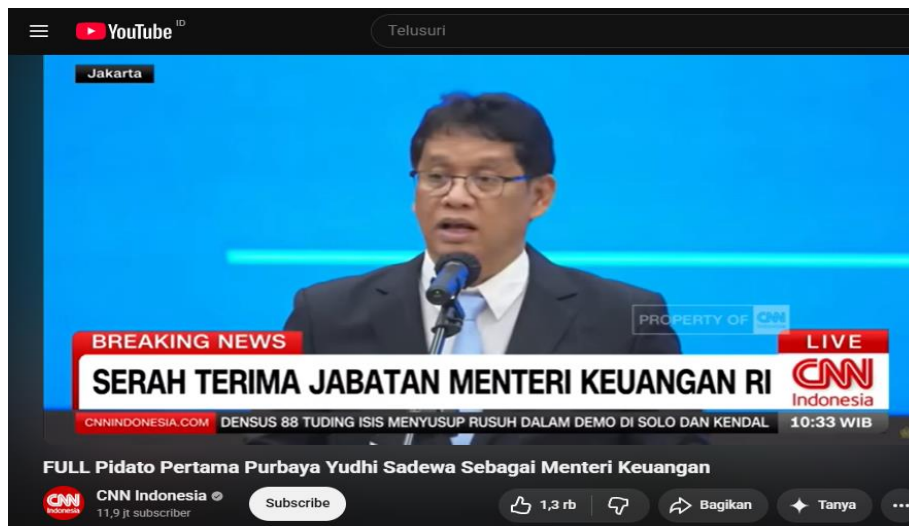 YouTube ID
Telusuri
Jakarta
PROPERTY OF CNN
BREAKING NEWS
LIVE
SERAH TERIMA JABATAN MENTERI KEUANGAN RI
CNN
Indonesia
CNNINDONESIA.COM DENSUS 88 TUDING ISIS MENYUSUP RUSUH DALAM DEMO DI SOLO DAN KENDAL 10:33 WIB
FULL Pidato Pertama Purbaya Yudhi Sadewa Sebagai Menteri Keuangan
CNN
Indonesia
CNN Indonesia
11,9 jt subscriber
Subscribe
1,3 rb
Bagikan
Tanya